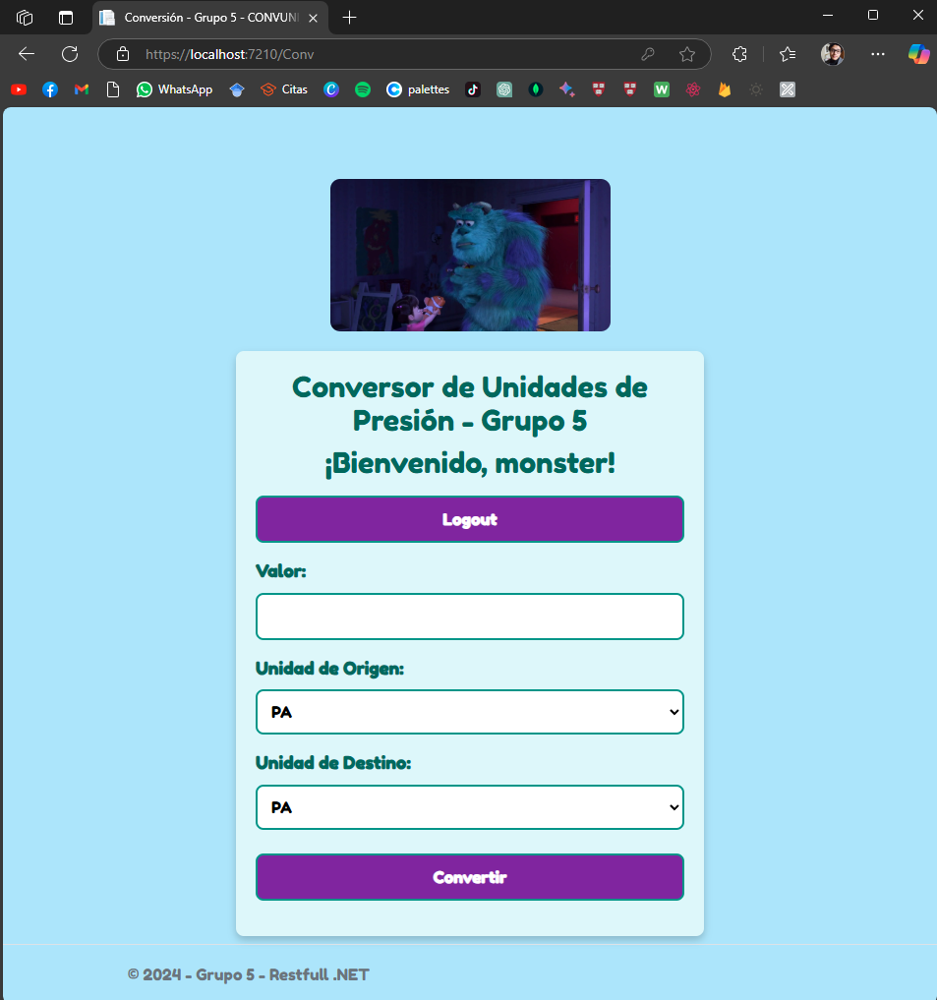 Conversión - Grupo 5 - CONVUNI
https://localhost:7210/Conv
WhatsApp
Citas
palettes
Conversor de Unidades de
Presión - Grupo 5
¡Bienvenido, monster!
Logout
Valor:
Unidad de Origen:
PA
Unidad de Destino:
PA
Convertir
© 2024 - Grupo 5 - Restfull .NET